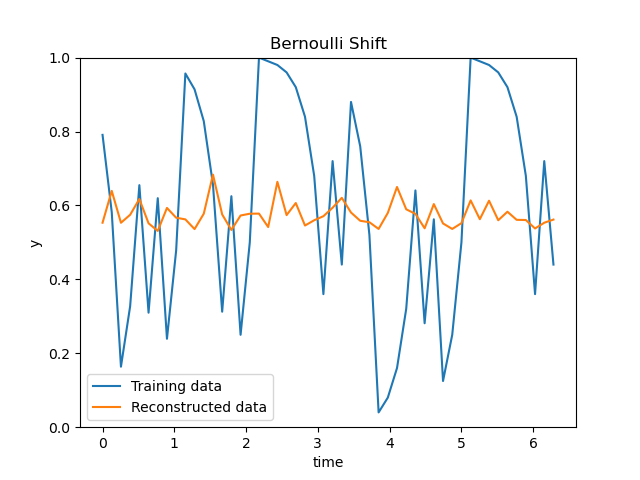 Bernoulli Shift
1.0
0.8
0.6
0.4
0.2
0.0
y
Training data
Reconstructed data
0 1 2 3 4 5 6
time